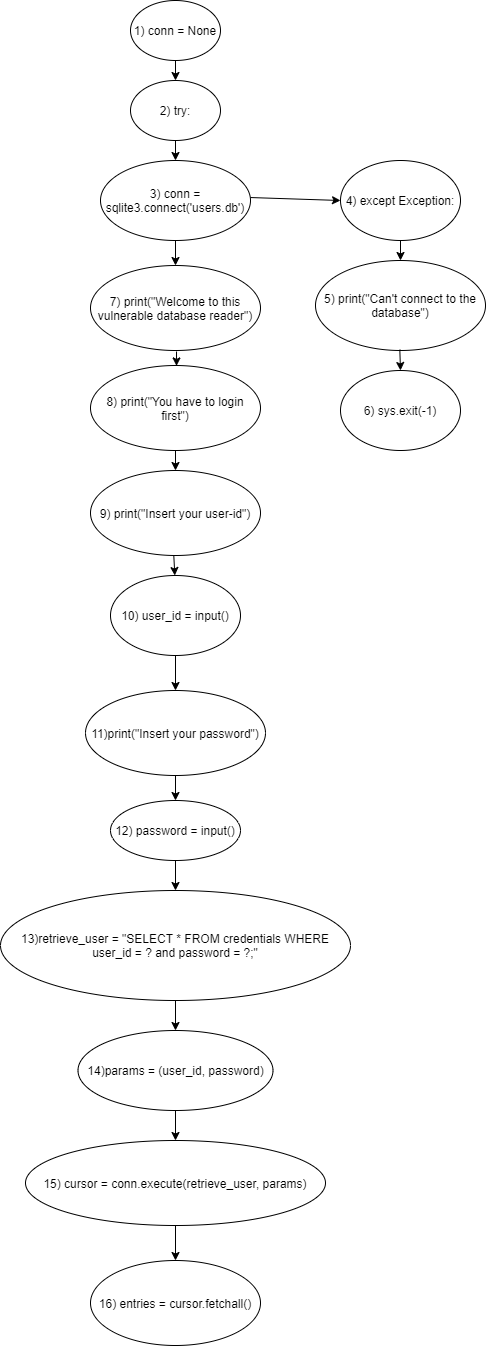 1) conn = None
2) try:
3) conn =
sqlite3.connect('users.db')
4) except Exception:
7) print("Welcome to this
vulnerable database reader")
5) print("Can't connect to the
database")
8) print("You have to login
first")
6) sys.exit(-1)
9) print("Insert your user-id")
10) user_id = input()
11)print("Insert your password")
12) password = input()
13)retrieve_user = "SELECT * FROM credentials WHERE
user_id = ? and password = ?;"
14)params = (user_id, password)
15) cursor = conn.execute(retrieve_user, params)
16) entries = cursor.fetchall()